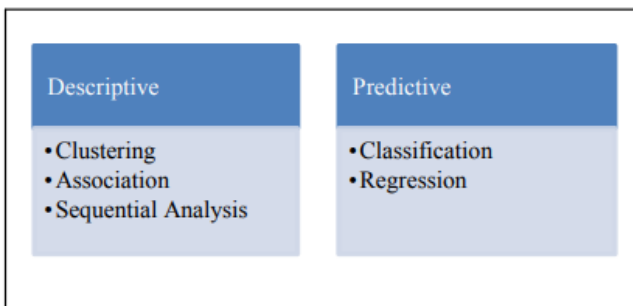 Descriptive
•Clustering
•Association
•Sequential Analysis
Predictive
•Classification
•Regression